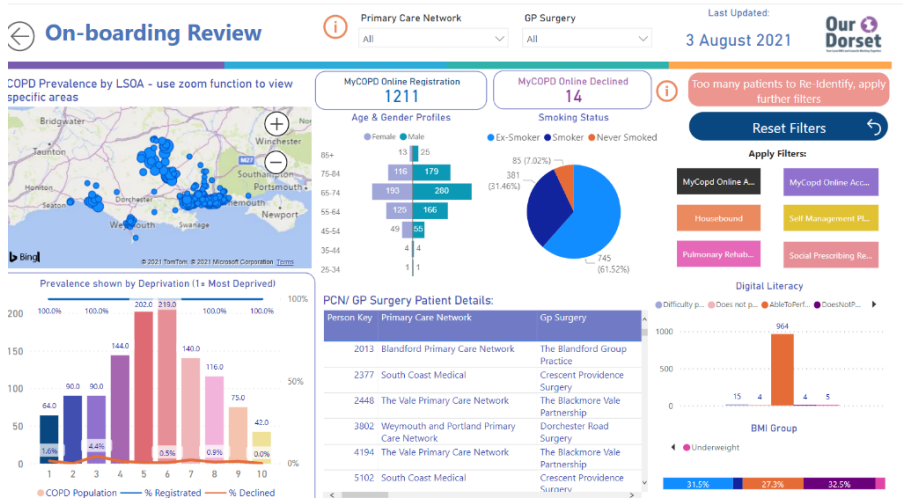 On-boarding Review
Primary Care Network
All
GP Surgery
All
Last Updated:
3 August 2021
Our
Dorset
COPD Prevalence by LSOA - use zoom function to view
specific areas
Bridgwater
Taunton
Honiton
Seaton
Dorchester
Weymouth
Swanage
Winchester
M27
Southampton
Portsmouth
Newport
Bing
© 2021 TomTom © 2021 Microsoft Corporation Terms
MyCOPD Online Registration
1211
MyCOPD Online Declined
14
Too many patients to Re-Identify, apply
further filters
Reset Filters
Apply Filters:
MyCopd Online A...
MyCopd Online Acc...
Housebound
Self Management Pl...
Pulmonary Rehab...
Social Prescribing Re...
Age & Gender Profiles
Female Male
85+ 13 25
75-84 116 179
65-74 193 280
55-64 125 166
45-54 49 55
35-44 4 4
25-34 1 1
Smoking Status
Ex-Smoker Smoker Never Smoked
85 (7.02%)
381
(31.46%)
745
(61.52%)
Prevalence shown by Deprivation (1= Most Deprived)
200
150
100
50
0
100%
50%
0%
100.0% 100.0% 100.0% 100.0% 100.0%
64.0 90.0 90.0 144.0 202.0 219.0 140.0 116.0 75.0 42.0
1.6% 4.4% 0.5% 0.9% 0.0%
1 2 3 4 5 6 7 8 9 10
COPD Population % Registrated % Declined
PCN/ GP Surgery Patient Details:
Person Key Primary Care Network Gp Surgery
2013 Blandford Primary Care Network The Blandford Group
Practice
2377 South Coast Medical Crescent Providence
Surgery
2448 The Vale Primary Care Network The Blackmore Vale
Partnership
3802 Weymouth and Portland Primary Dorchester Road
Care Network Surgery
4194 The Vale Primary Care Network The Blackmore Vale
Partnership
5102 South Coast Medical Crescent Providence
Surgery
Digital Literacy
Difficulty p... Does not p... AbleToPerf... DoesNotP...
1000
500
0
15 4 964 4 5
BMI Group
Underweight
31.5% 27.3% 32.5%